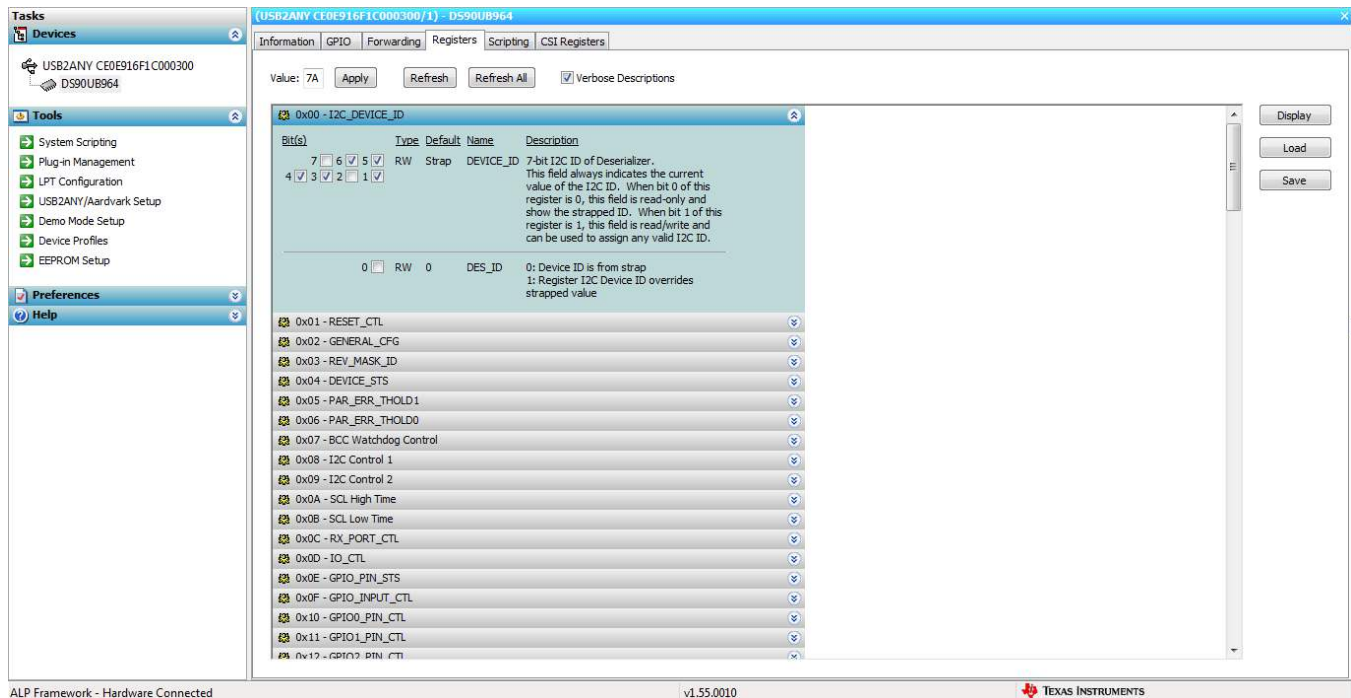 Tasks
Devices
USB2ANY CE0E916F1C000300
DS90UB964
Tools
System Scripting
Plug-in Management
LPT Configuration
USB2ANY/Aardvark Setup
Demo Mode Setup
Device Profiles
EEPROM Setup
Preferences
Help
(USB2ANY CE0E916F1C000300/1) - DS90UB964
Information GPIO Forwarding Registers Scripting CSI Registers
Value: 7A Apply Refresh Refresh All Verbose Descriptions
0x00 - I2C_DEVICE_ID
Bit(s) Type Default Name Description
7 6 5 RW Strap DEVICE_ID 7-bit I2C ID of Deserializer.
4 3 2 1 This field always indicates the current
value of the I2C ID. When bit 0 of this
register is 0, this field is read-only and
show the strapped ID. When bit 1 of this
register is 1, this field is read/write and
can be used to assign any valid I2C ID.
0 RW 0 DES_ID 0: Device ID is from strap
1: Register I2C Device ID overrides
strapped value
0x01 - RESET_CTL
0x02 - GENERAL_CFG
0x03 - REV_MASK_ID
0x04 - DEVICE_STS
0x05 - PAR_ERR_THOLD1
0x06 - PAR_ERR_THOLD0
0x07 - BCC Watchdog Control
0x08 - I2C Control 1
0x09 - I2C Control 2
0x0A - SCL High Time
0x0B - SCL Low Time
0x0C - RX_PORT_CTL
0x0D - IO_CTL
0x0E - GPIO_PIN_STS
0x0F - GPIO_INPUT_CTL
0x10 - GPIO0_PIN_CTL
0x11 - GPIO1_PIN_CTL
0x12 - GPIO2_PIN_CTL
Display
Load
Save
ALP Framework - Hardware Connected v1.55.0010 TEXAS INSTRUMENTS